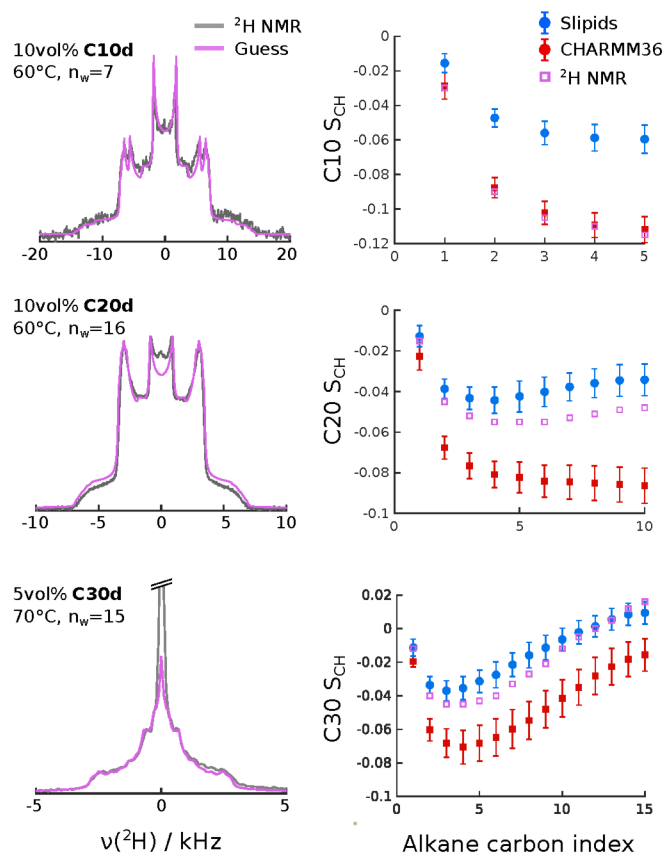 ²H NMR
Guess
10vol% C10d
60°C, n_w=7
-20 -10 0 10 20
Slipids
CHARMM36
²H NMR
C10 S_CH
0
-0.02
-0.04
-0.06
-0.08
-0.1
-0.12
0 1 2 3 4 5
10vol% C20d
60°C, n_w=16
-10 -5 0 5 10
C20 S_CH
0
-0.02
-0.04
-0.06
-0.08
-0.1
0 5 10
5vol% C30d
70°C, n_w=15
-5 0 5
ν(²H) / kHz
C30 S_CH
0.02
0
-0.02
-0.04
-0.06
-0.08
-0.1
0 5 10 15
Alkane carbon index